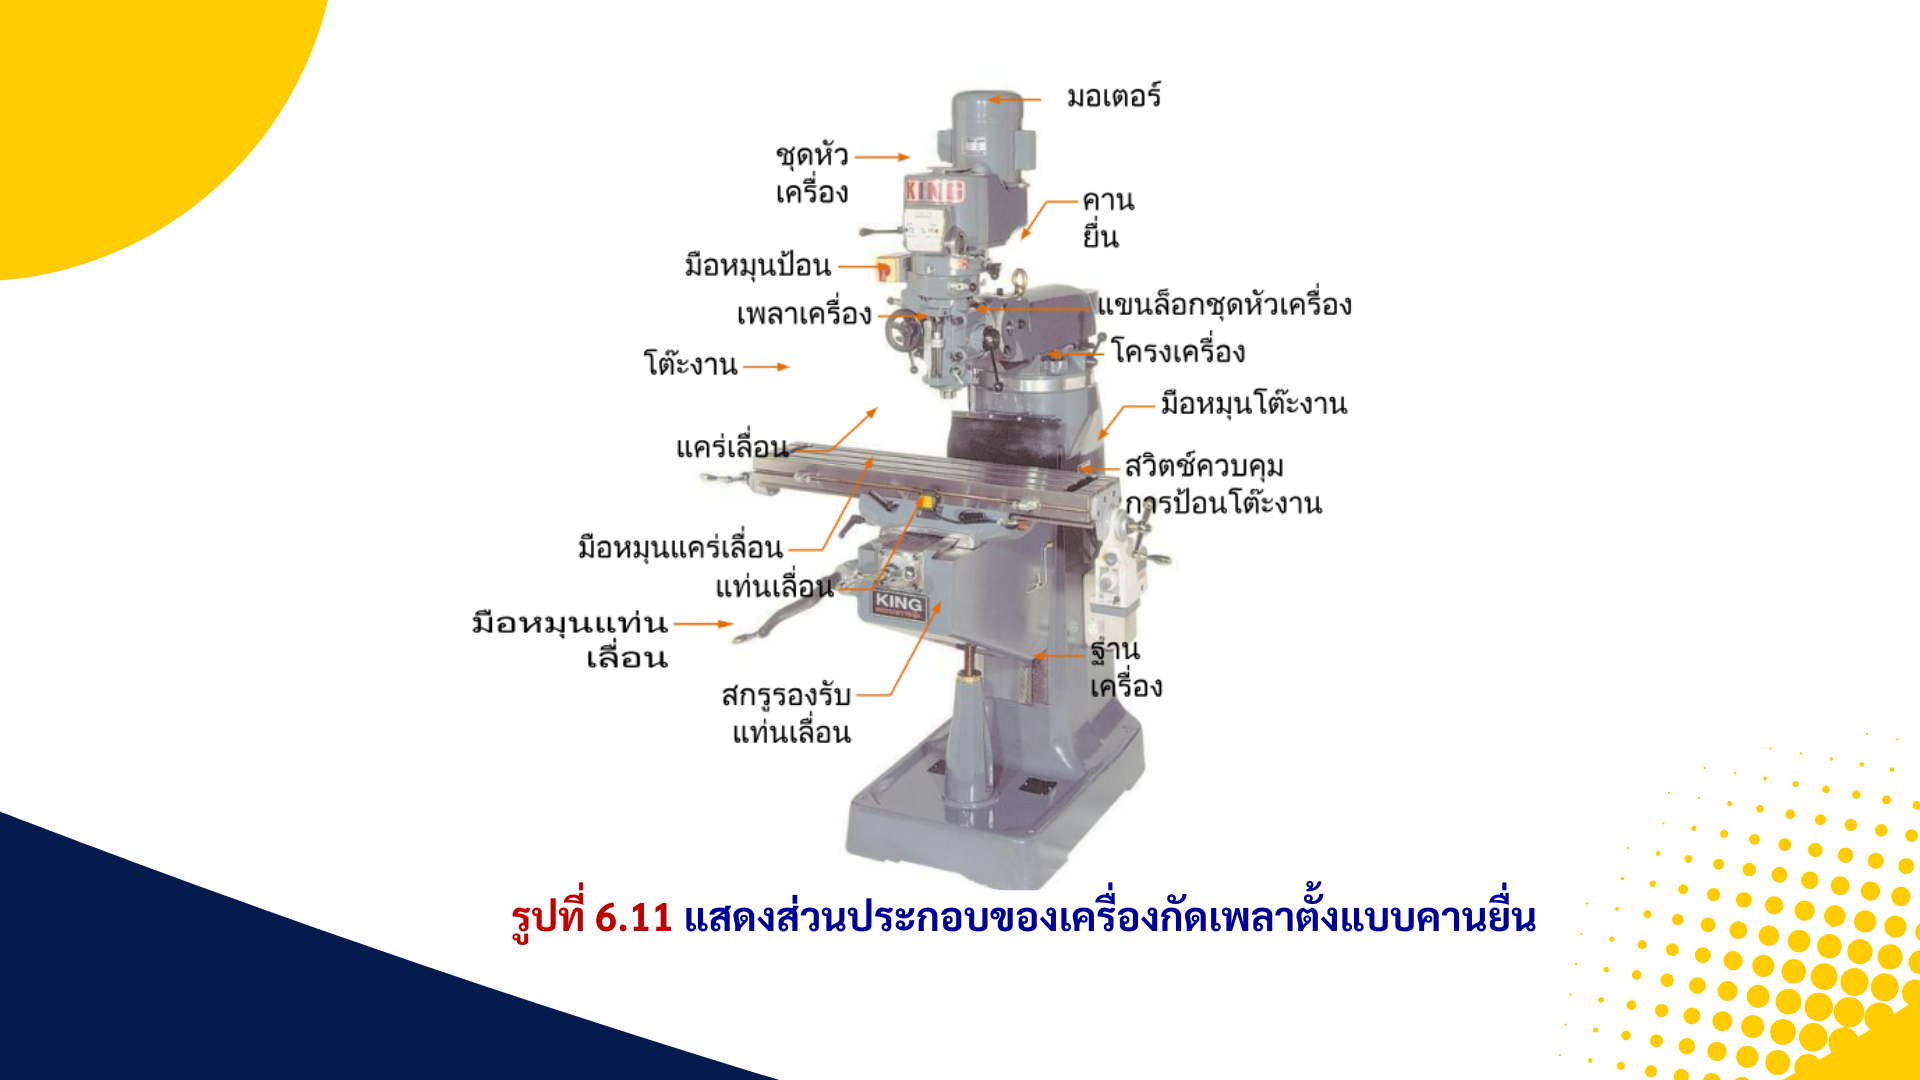 มอเตอร์
ชุดหัว
เครื่อง
KING
คาน
ยื่น
มือหมุนป้อน
เพลาเครื่อง
แขนล็อกชุดหัวเครื่อง
โต๊ะงาน
โครงเครื่อง
มือหมุนโต๊ะงาน
แคร่เลื่อน
สวิตช์ควบคุม
การป้อนโต๊ะงาน
มือหมุนแคร่เลื่อน
แท่นเลื่อน
KING
มือหมุนแท่น
เลื่อน
ฐาน
เครื่อง
สกรูรองรับ
แท่นเลื่อน
รูปที่ 6.11 แสดงส่วนประกอบของเครื่องกัดเพลาตั้งแบบคานยื่น